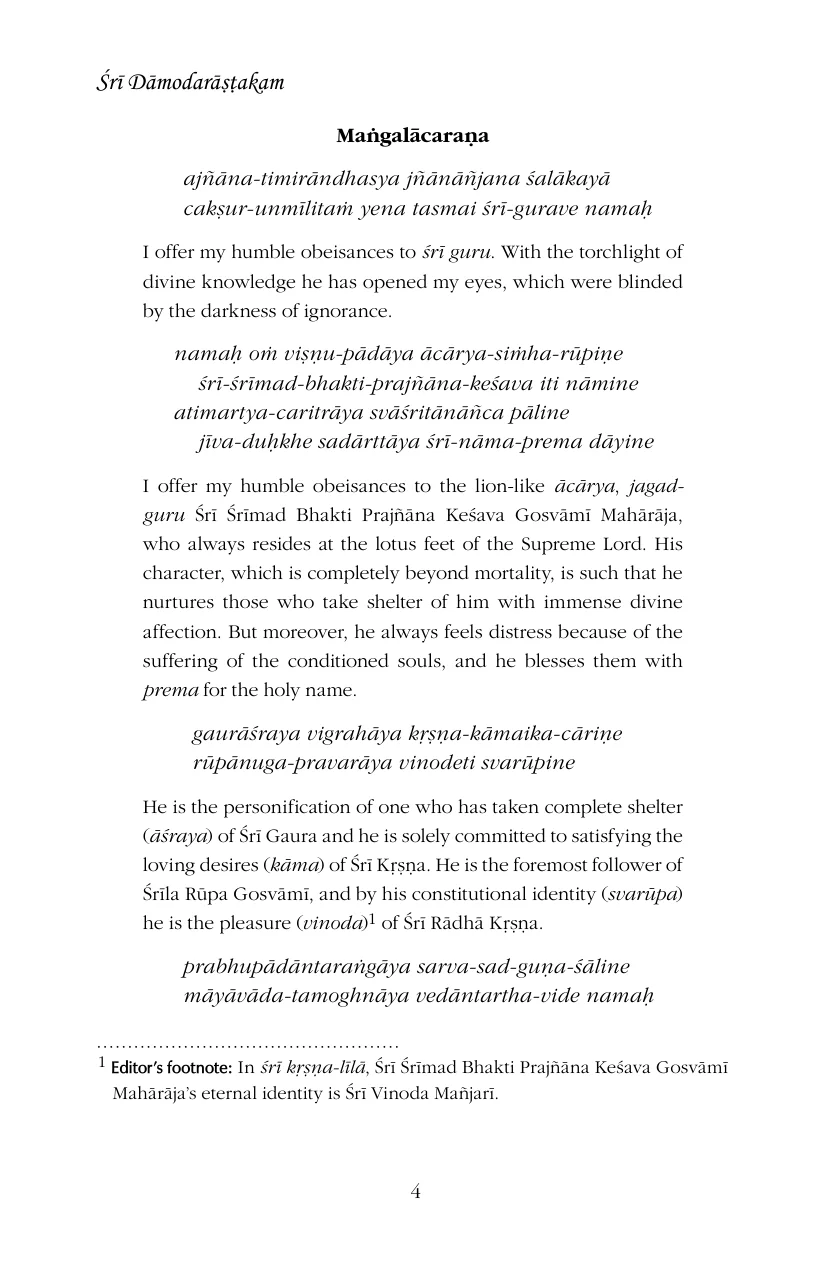 Śrī Dāmodarāṣṭakam
Maṅgalācaraṇa
ajñāna-timirāndhasya jñānāñjana śalākayā
cakṣur-unmīlitaṁ yena tasmai śrī-gurave namaḥ
I offer my humble obeisances to śrī guru. With the torchlight of
divine knowledge he has opened my eyes, which were blinded
by the darkness of ignorance.
namaḥ oṁ viṣṇu-pādāya ācārya-siṁha-rūpiṇe
śrī-śrīmad-bhakti-prajñāna-keśava iti nāmine
atimartya-caritrāya svāśritānāñca pāline
jīva-duḥkhe sadārttāya śrī-nāma-prema dāyine
I offer my humble obeisances to the lion-like ācārya, jagad-
guru Śrī Śrīmad Bhakti Prajñāna Keśava Gosvāmī Mahārāja,
who always resides at the lotus feet of the Supreme Lord. His
character, which is completely beyond mortality, is such that he
nurtures those who take shelter of him with immense divine
affection. But moreover, he always feels distress because of the
suffering of the conditioned souls, and he blesses them with
prema for the holy name.
gaurāśraya vigrahāya kṛṣṇa-kāmaika-cāriṇe
rūpānuga-pravarāya vinodeti svarūpine
He is the personification of one who has taken complete shelter
(āśraya) of Śrī Gaura and he is solely committed to satisfying the
loving desires (kāma) of Śrī Kṛṣṇa. He is the foremost follower of
Śrīla Rūpa Gosvāmī, and by his constitutional identity (svarūpa)
he is the pleasure (vinoda)1 of Śrī Rādhā Kṛṣṇa.
prabhupādāntaraṅgāya sarva-sad-guṇa-śāline
māyāvāda-tamoghnāya vedāntartha-vide namaḥ
1 Editor's footnote: In śrī kṛṣṇa-līlā, Śrī Śrīmad Bhakti Prajñāna Keśava Gosvāmī
Mahārāja's eternal identity is Śrī Vinoda Mañjarī.
4